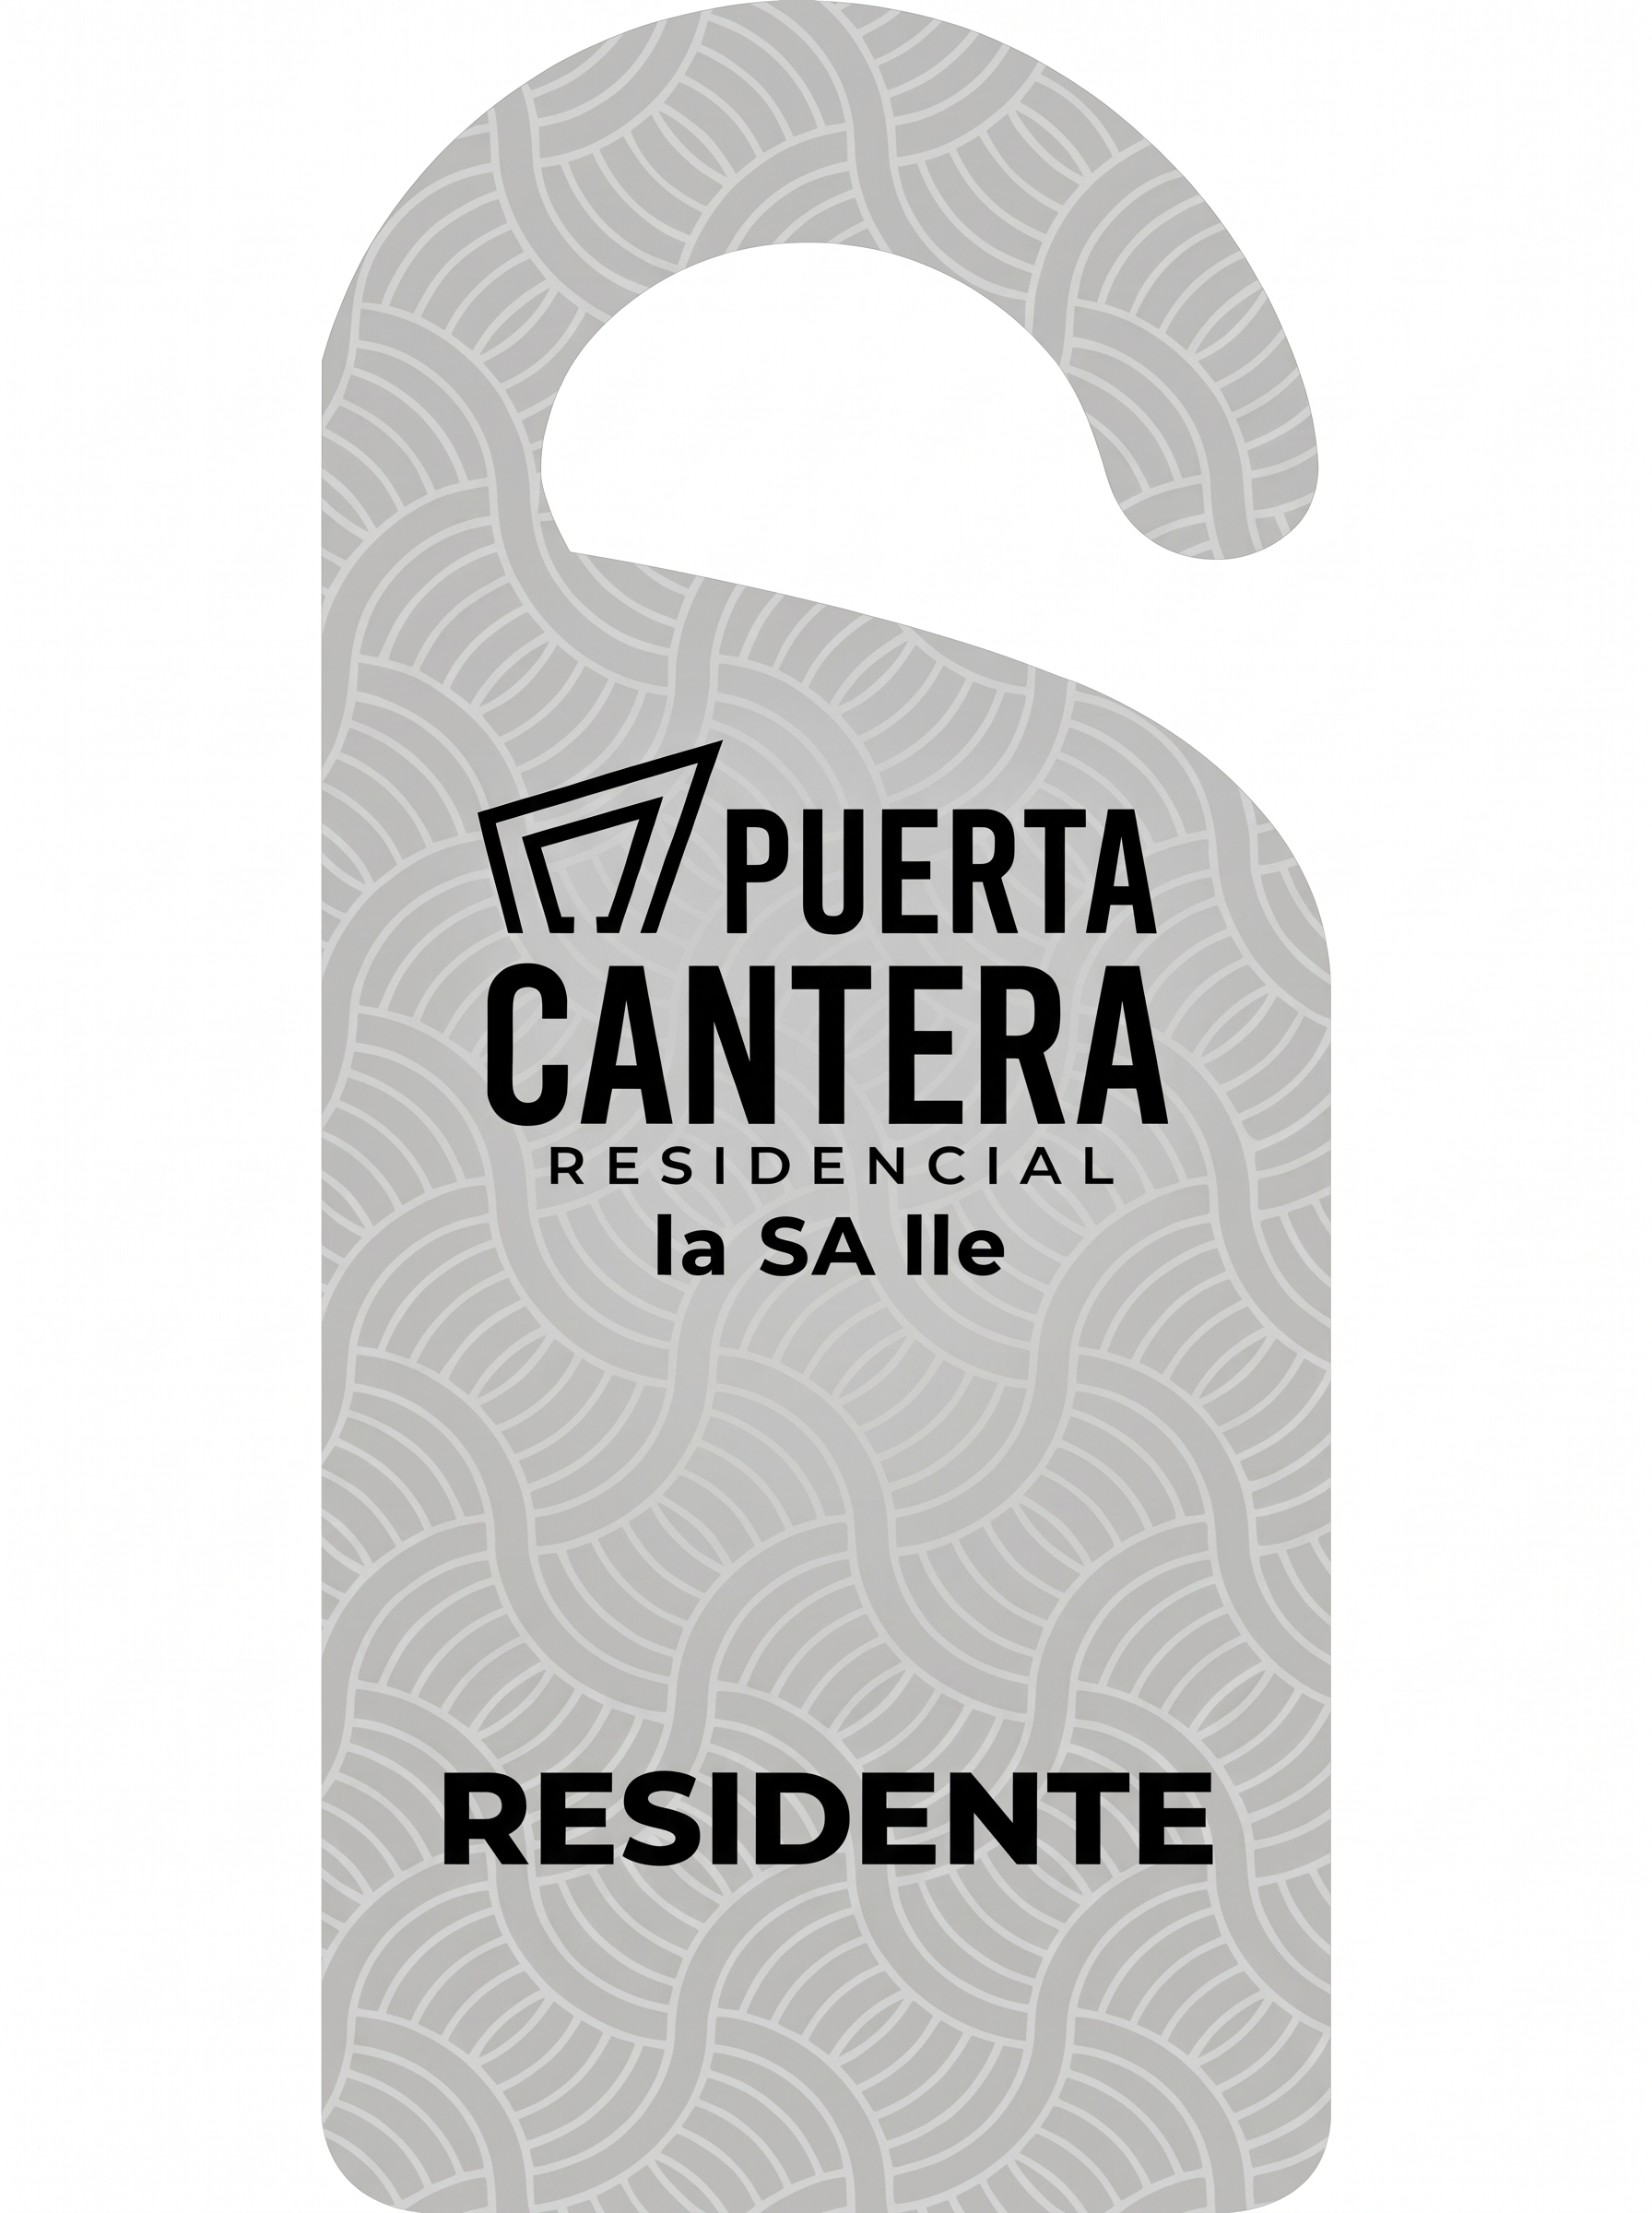 PUERTA
CANTERA
RESIDENCIAL
la SA lle
RESIDENTE